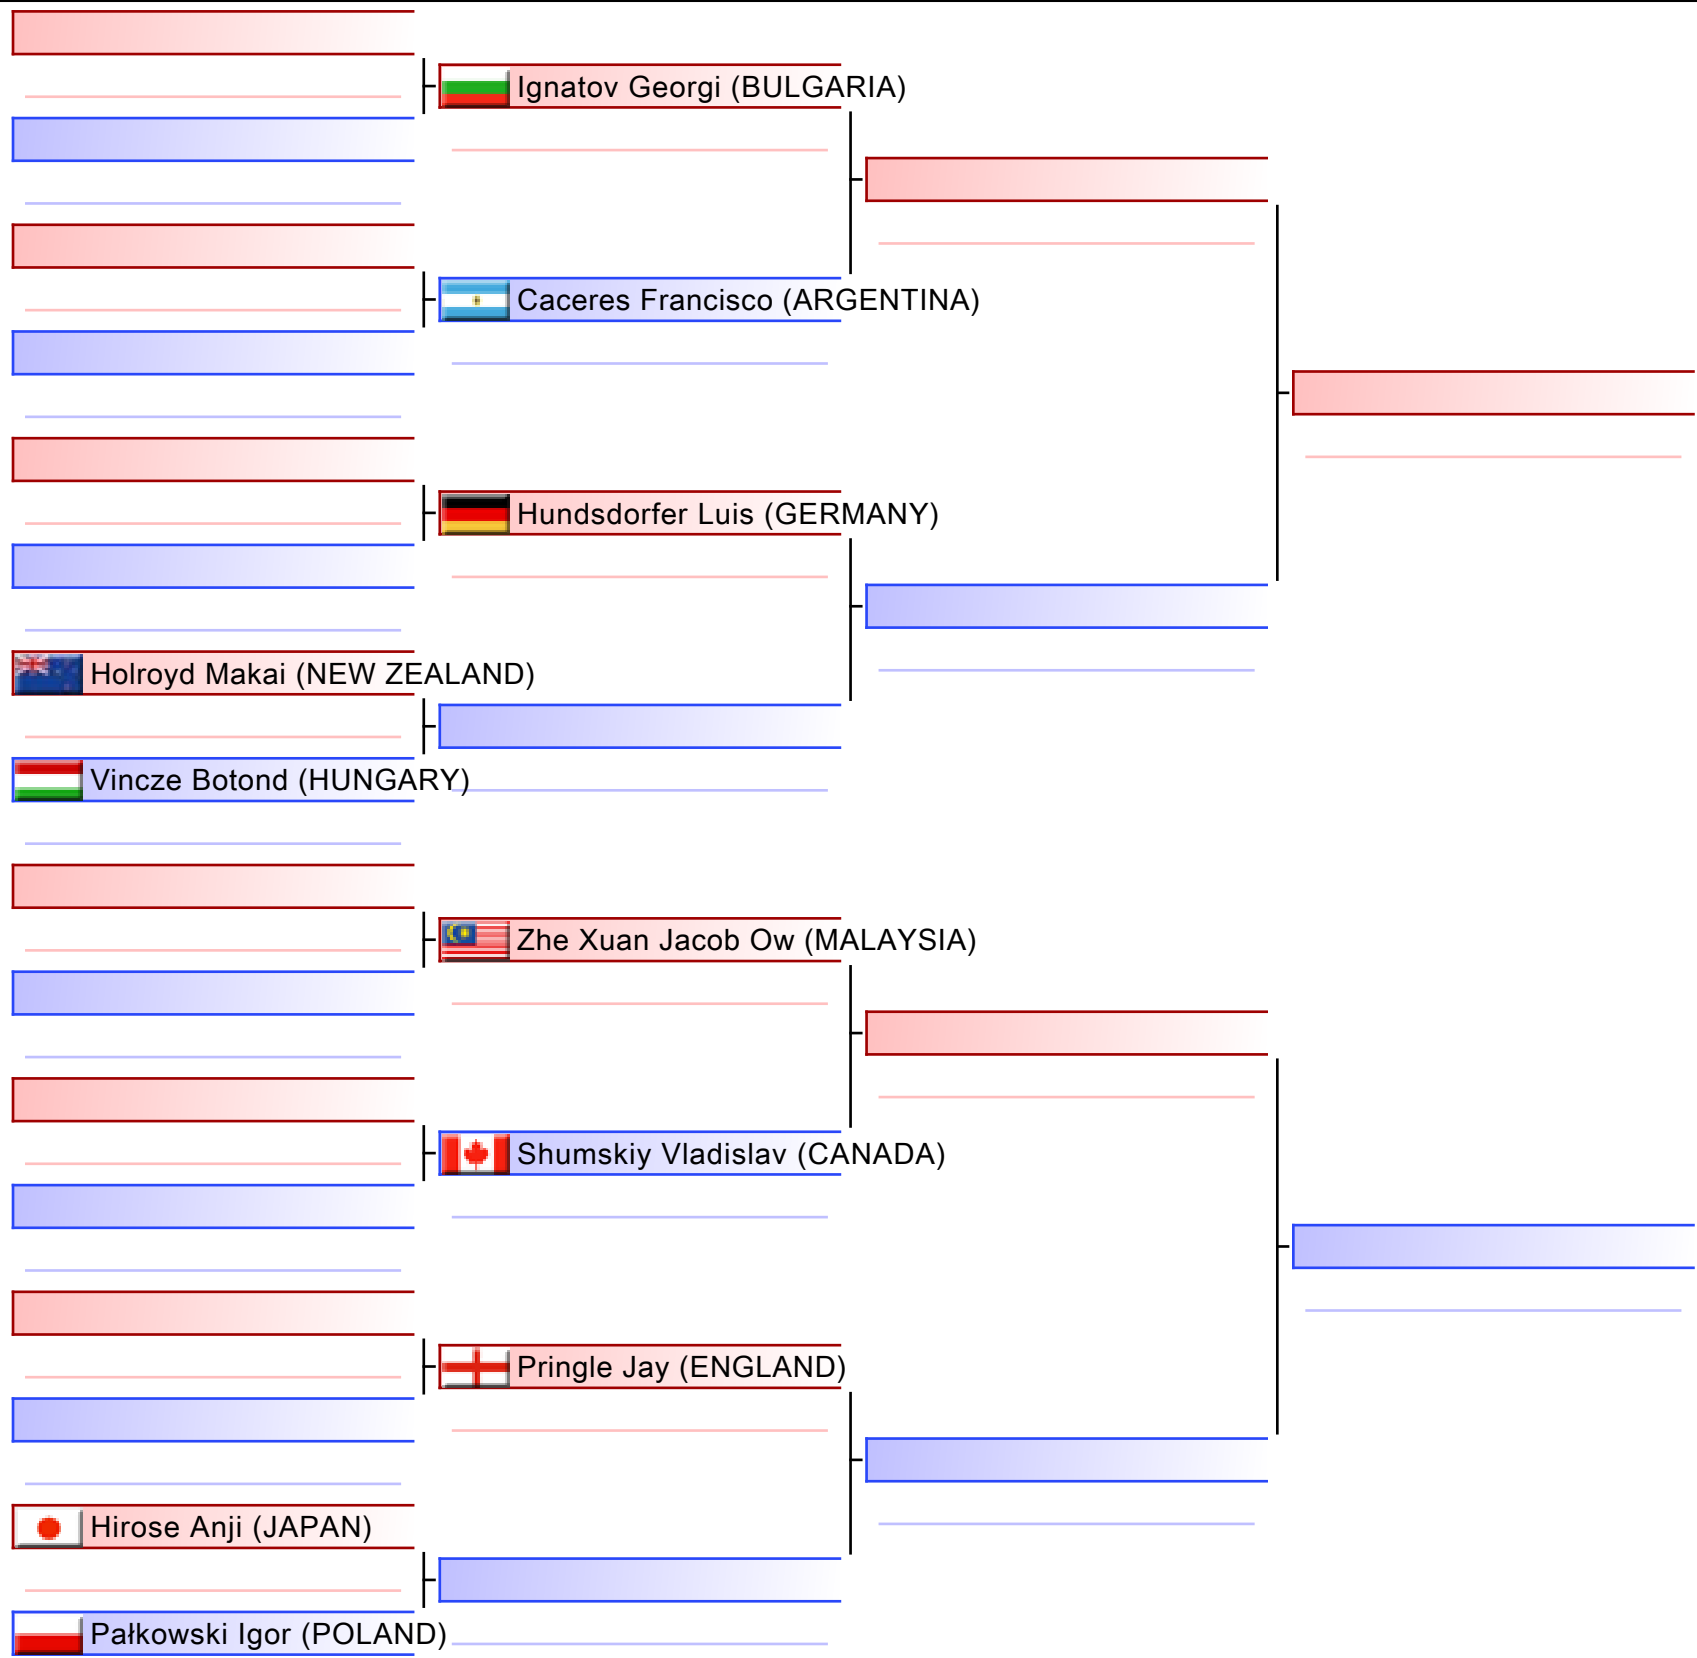 Ignatov Georgi (BULGARIA)
Caceres Francisco (ARGENTINA)
Hundsdorfer Luis (GERMANY)
Holroyd Makai (NEW ZEALAND)
Vincze Botond (HUNGARY)
Zhe Xuan Jacob Ow (MALAYSIA)
Shumskiy Vladislav (CANADA)
Pringle Jay (ENGLAND)
Hirose Anji (JAPAN)
Pałkowski Igor (POLAND)